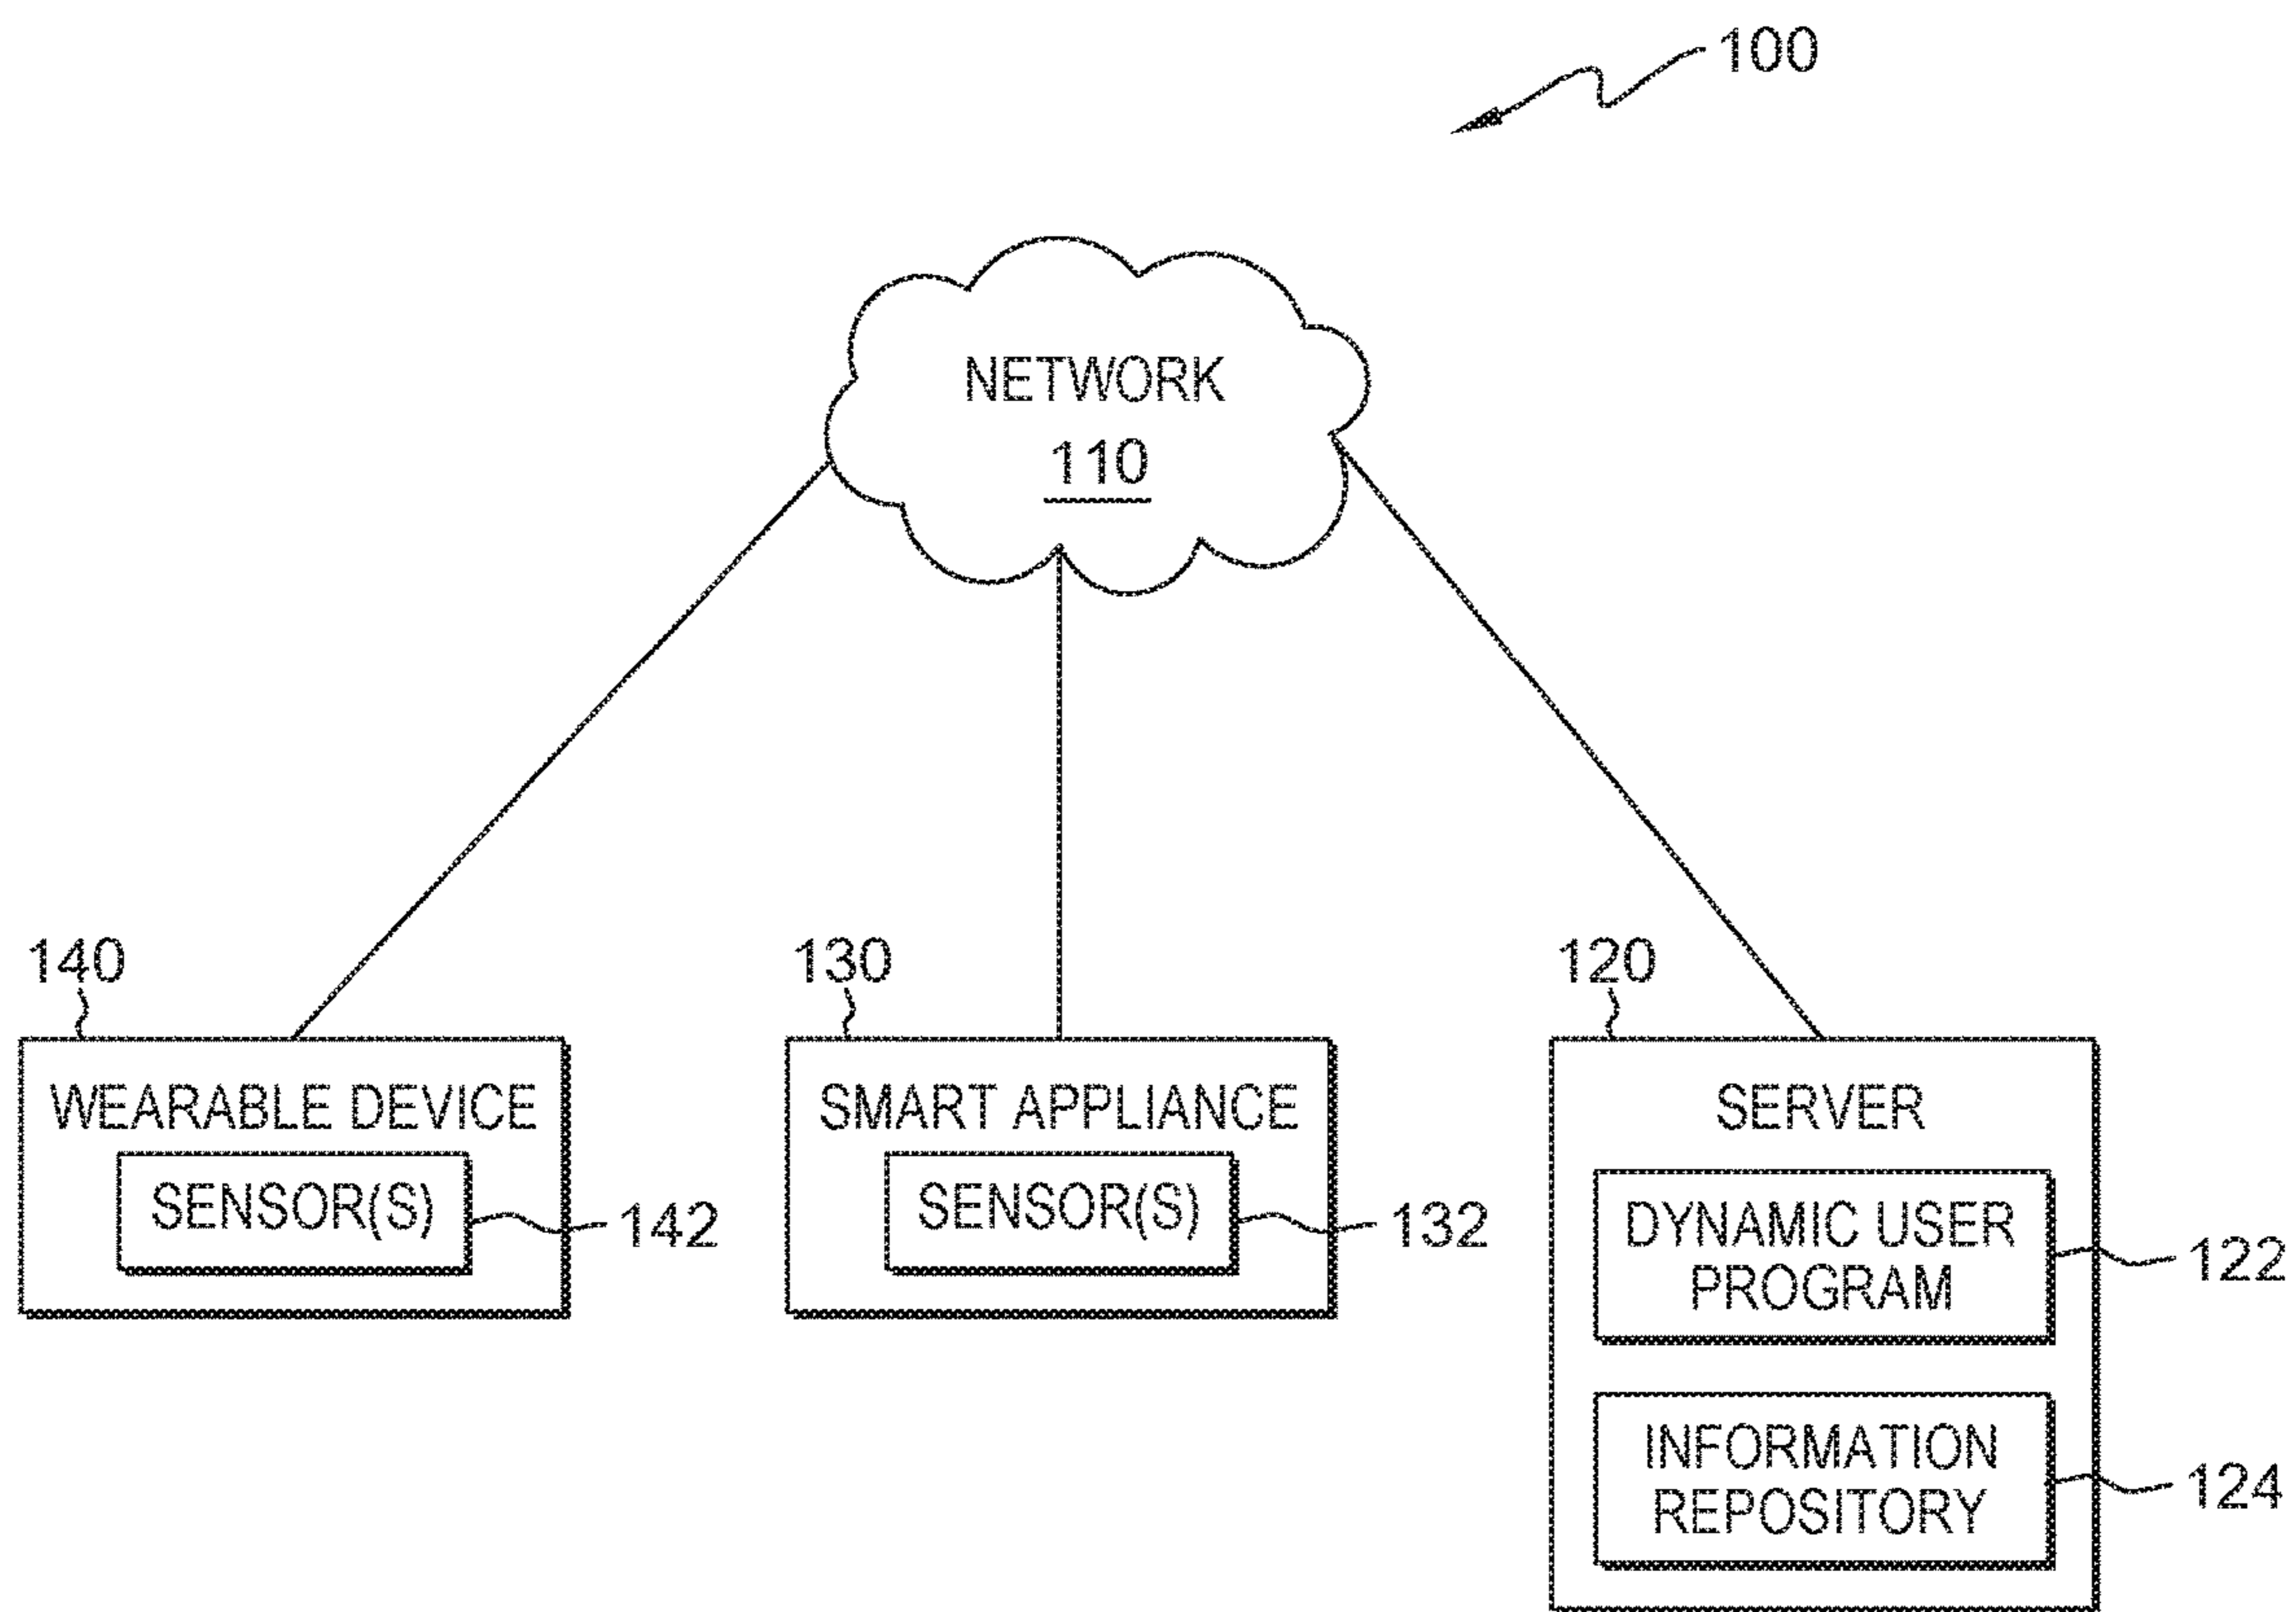 100
NETWORK
110
140
130
120
WEARABLE DEVICE
SENSOR(S)
142
SMART APPLIANCE
SENSOR(S)
132
SERVER
DYNAMIC USER
PROGRAM
122
INFORMATION
REPOSITORY
124